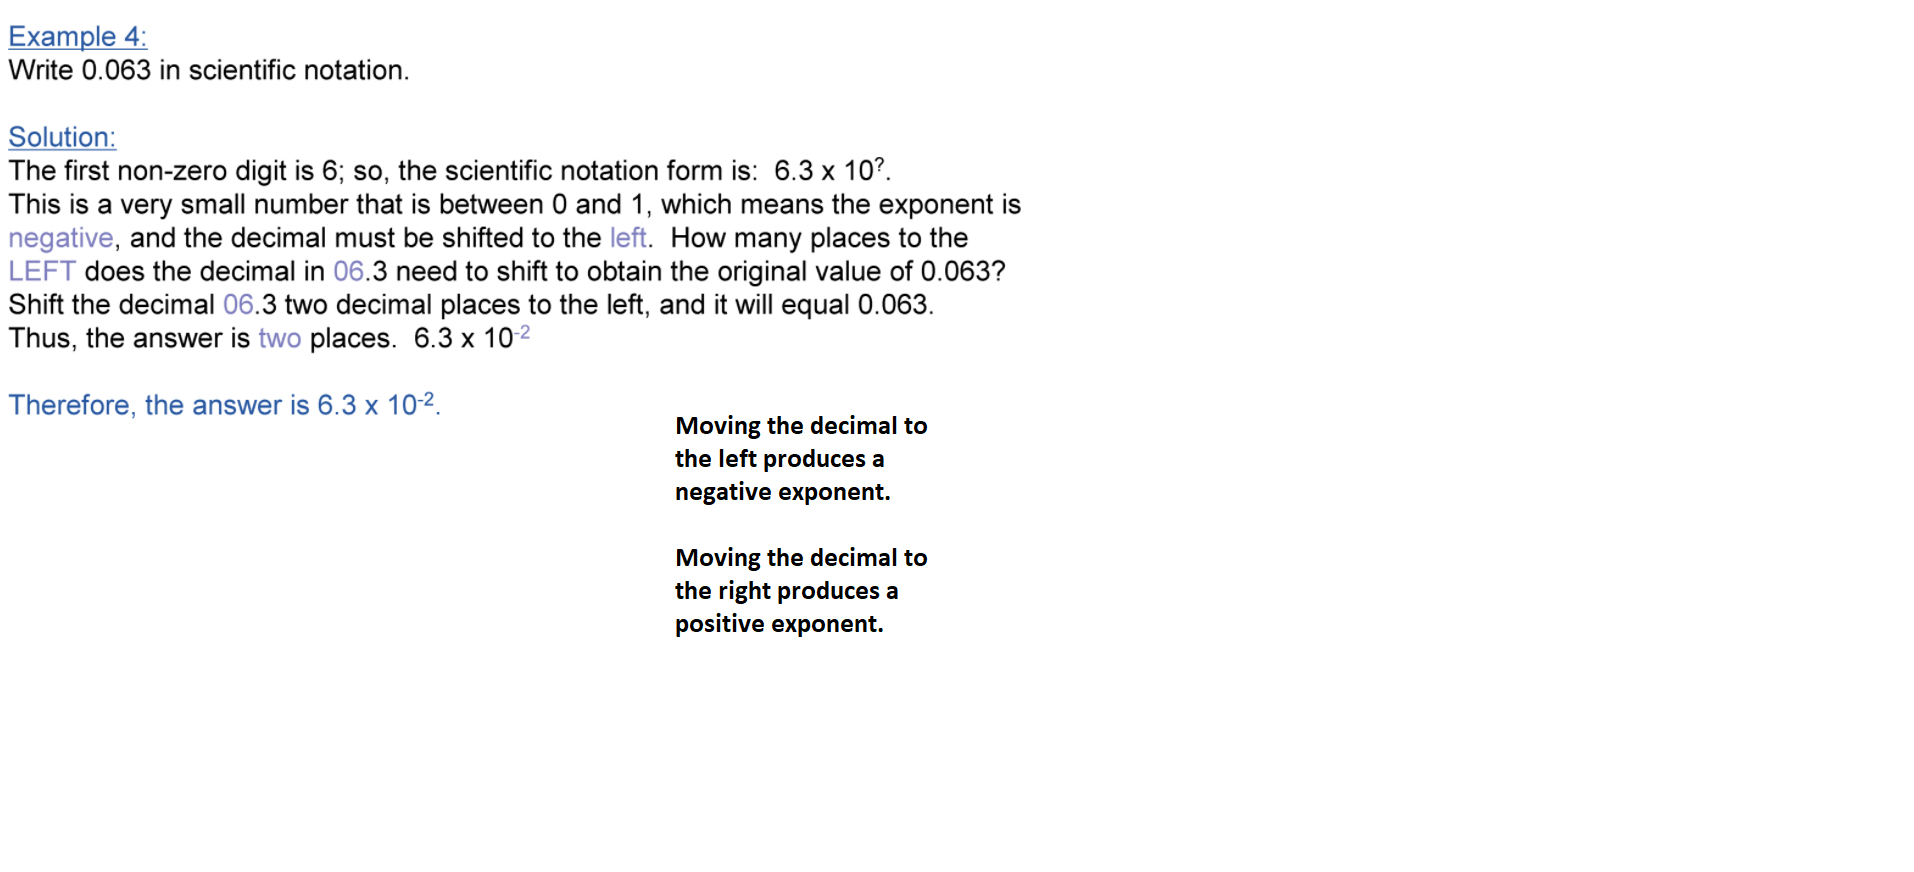 Example 4:
Write 0.063 in scientific notation.
Solution:
The first non-zero digit is 6; so, the scientific notation form is:  6.3 x 10?.
This is a very small number that is between 0 and 1, which means the exponent is
negative, and the decimal must be shifted to the left.  How many places to the
LEFT does the decimal in 06.3 need to shift to obtain the original value of 0.063?
Shift the decimal 06.3 two decimal places to the left, and it will equal 0.063.
Thus, the answer is two places.  6.3 x 10-2
Therefore, the answer is 6.3 x 10-2.
Moving the decimal to
the left produces a
negative exponent.
Moving the decimal to
the right produces a
positive exponent.